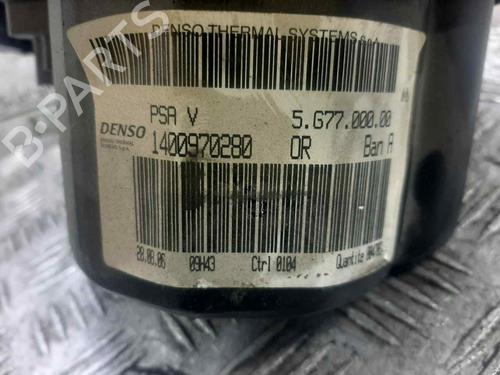 DENSO THERMAL SYSTEMS S.p.A.
PSA V 5.G77.000.00
DENSO 1400970280 OR Ban A
28.08.06 09H43 Ctrl 0104 Quantite
B-PARTS